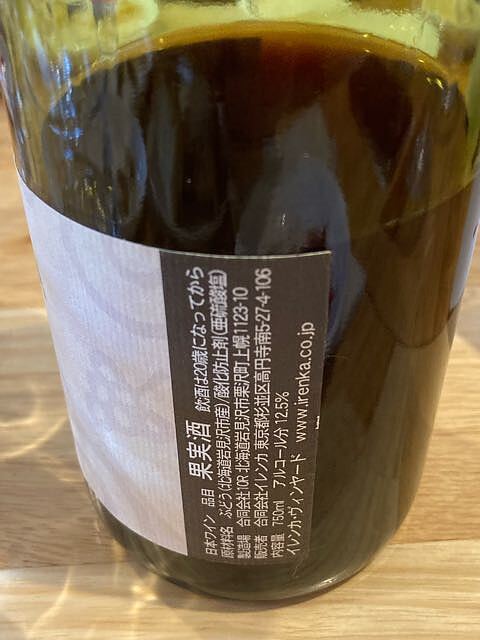 日本ワイン 品目 果実酒 飲酒は20歳になってから
原材料名 ぶどう(北海道岩見沢市産)/酸化防止剤(亜硫酸塩)
製造場 合同会社10R 北海道岩見沢市栗沢町上幌1123-10
販売者 合同会社イレンカ 東京都杉並区高円寺南5-27-4-106
内容量 750ml アルコール分 12.5%
イレンカ・ヴィンヤード www.irenka.co.jp